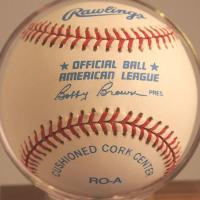 Rawlings
OFFICIAL BALL
AMERICAN LEAGUE
Bobby Brown PRES.
CUSHIONED CORK CENTER
RO-A